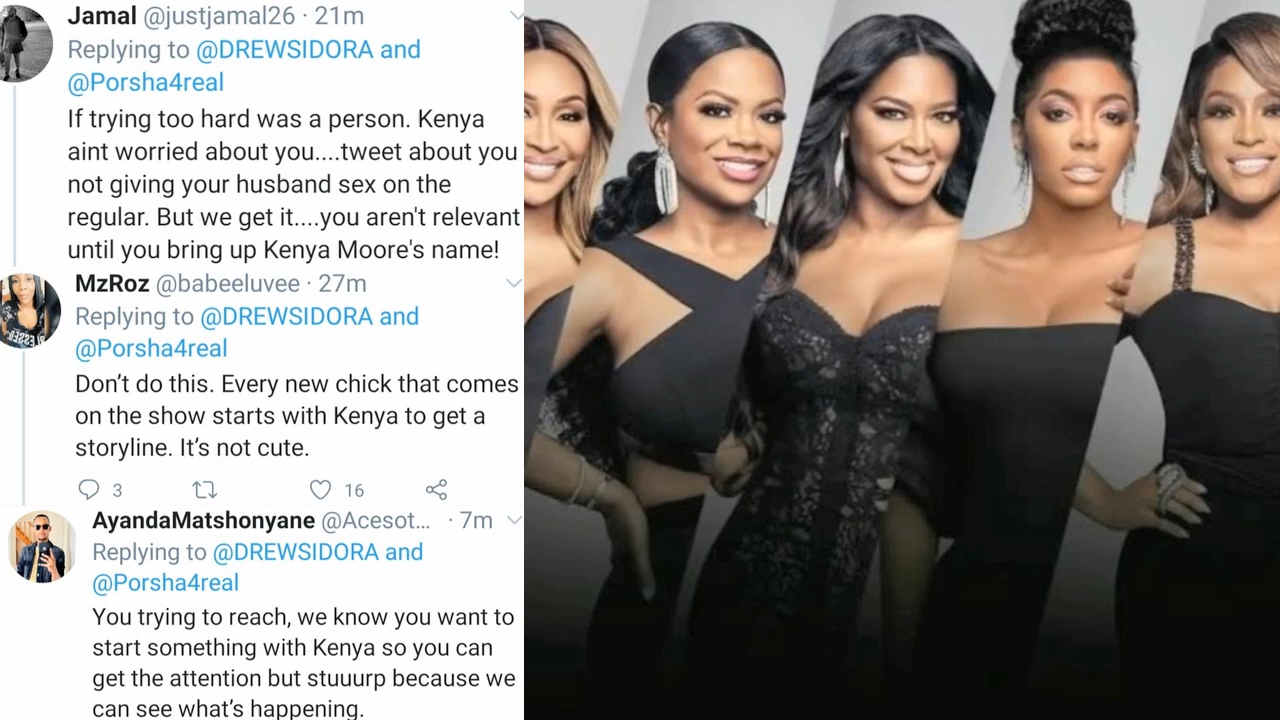 Jamal @justjamal26 · 21m
Replying to @DREWSIDORA and
@Porsha4real
If trying too hard was a person. Kenya
aint worried about you....tweet about you
not giving your husband sex on the
regular. But we get it....you aren't relevant
until you bring up Kenya Moore's name!
MzRoz @babeeluvee · 27m
Replying to @DREWSIDORA and
@Porsha4real
Don’t do this. Every new chick that comes
on the show starts with Kenya to get a
storyline. It’s not cute.
3 16
AyandaMatshonyane @Acesot... · 7m
Replying to @DREWSIDORA and
@Porsha4real
You trying to reach, we know you want to
start something with Kenya so you can
get the attention but stuuurp because we
can see what’s happening.